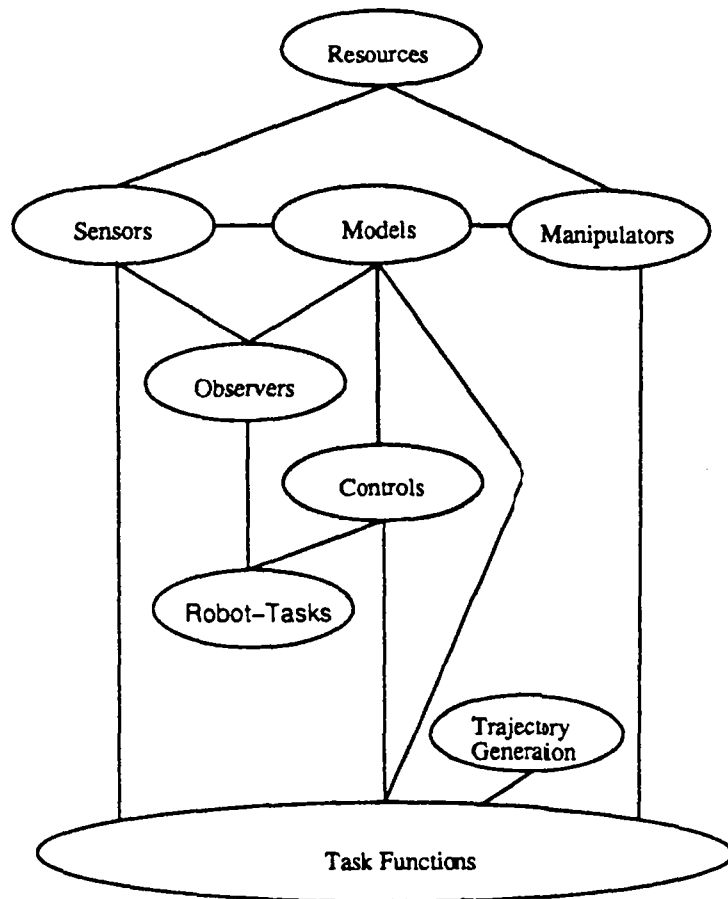 Resources
Sensors
Models
Manipulators
Observers
Controls
Robot-Tasks
Trajectory
Generaion
Task Functions